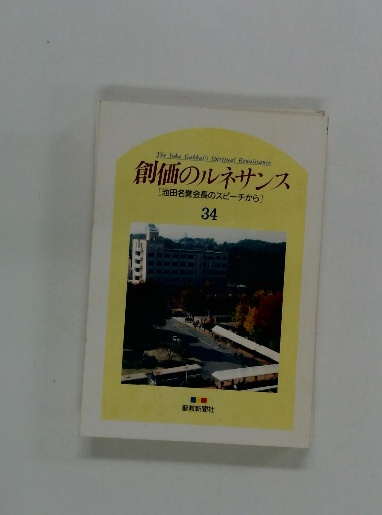 The Soka Gakkai's Spiritual Renaissance
創価のルネサンス
[池田名誉会長のスピーチから]
34
聖教新聞社